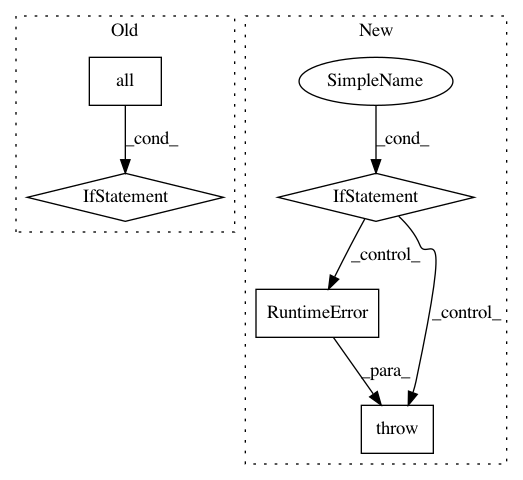 Old
New
all
SimpleName
_cond_
_cond_
IfStatement
IfStatement
_control_
_control_
RuntimeError
_para_
throw